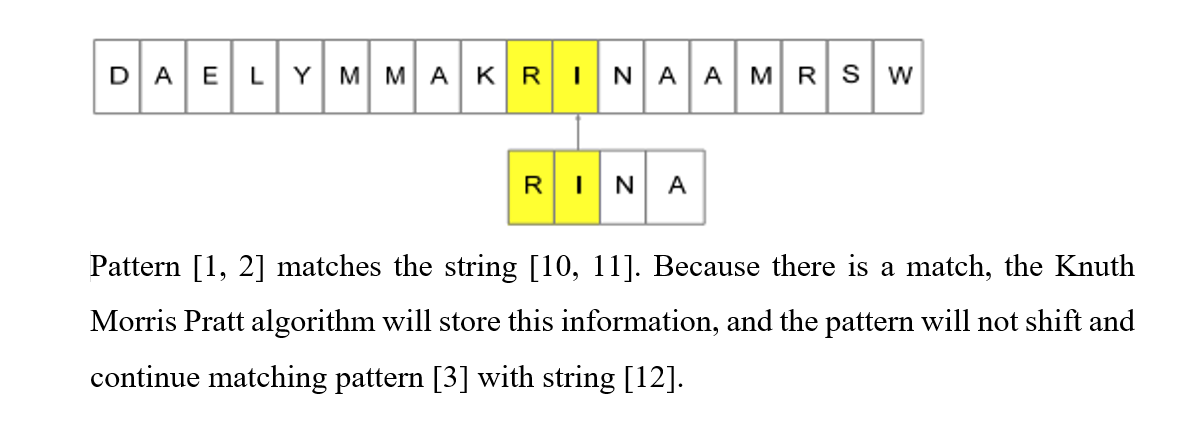 D A E L Y M M A K R I N A A M R S W
R I N A
Pattern [1, 2] matches the string [10, 11]. Because there is a match, the Knuth
Morris Pratt algorithm will store this information, and the pattern will not shift and
continue matching pattern [3] with string [12].